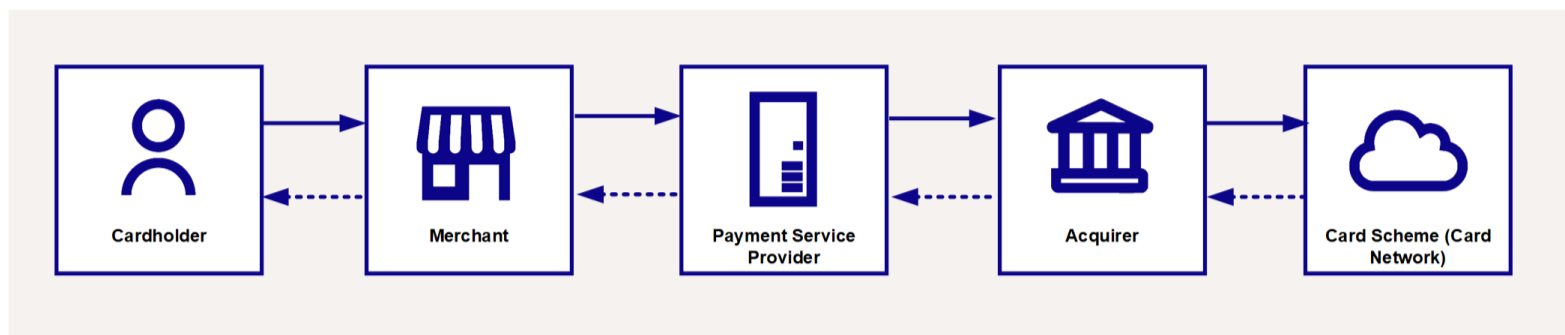 Cardholder
Merchant
Payment Service
Provider
Acquirer
Card Scheme (Card
Network)